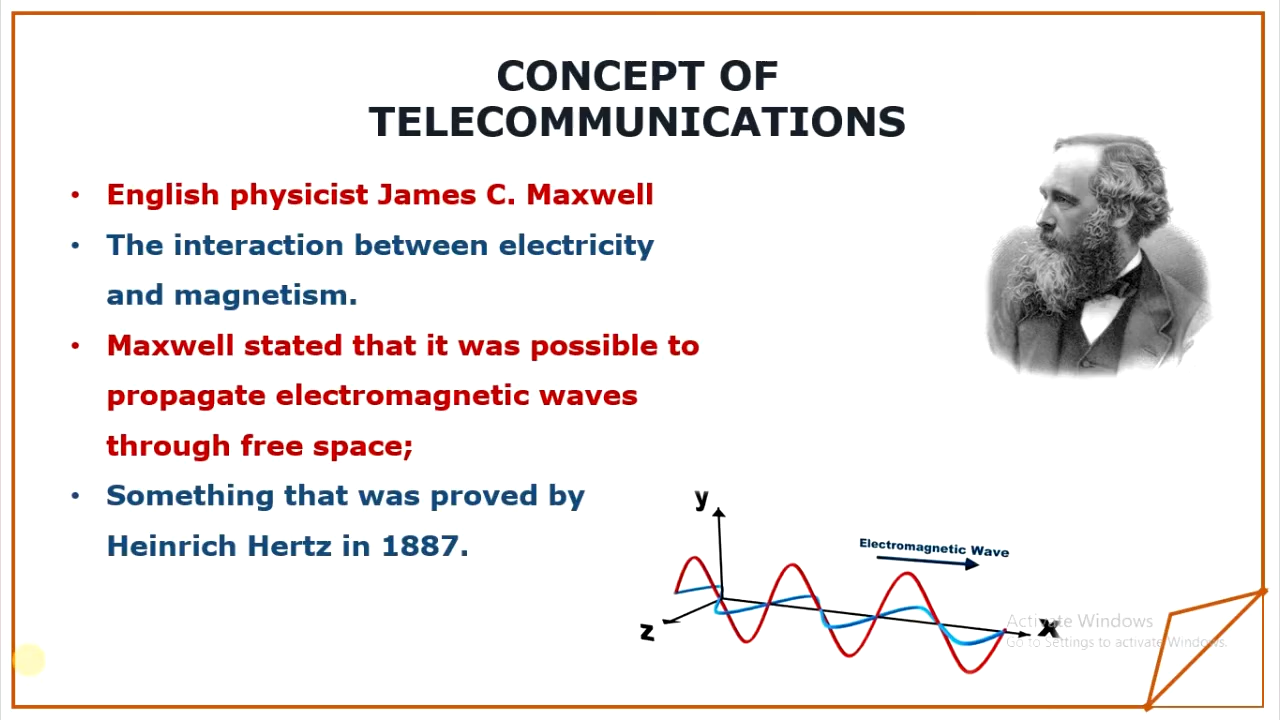 CONCEPT OF
TELECOMMUNICATIONS
• English physicist James C. Maxwell
• The interaction between electricity
and magnetism.
• Maxwell stated that it was possible to
propagate electromagnetic waves
through free space;
• Something that was proved by
Heinrich Hertz in 1887.
y
Electromagnetic Wave
z
x
Activate Windows
Go to Settings to activate Windows.